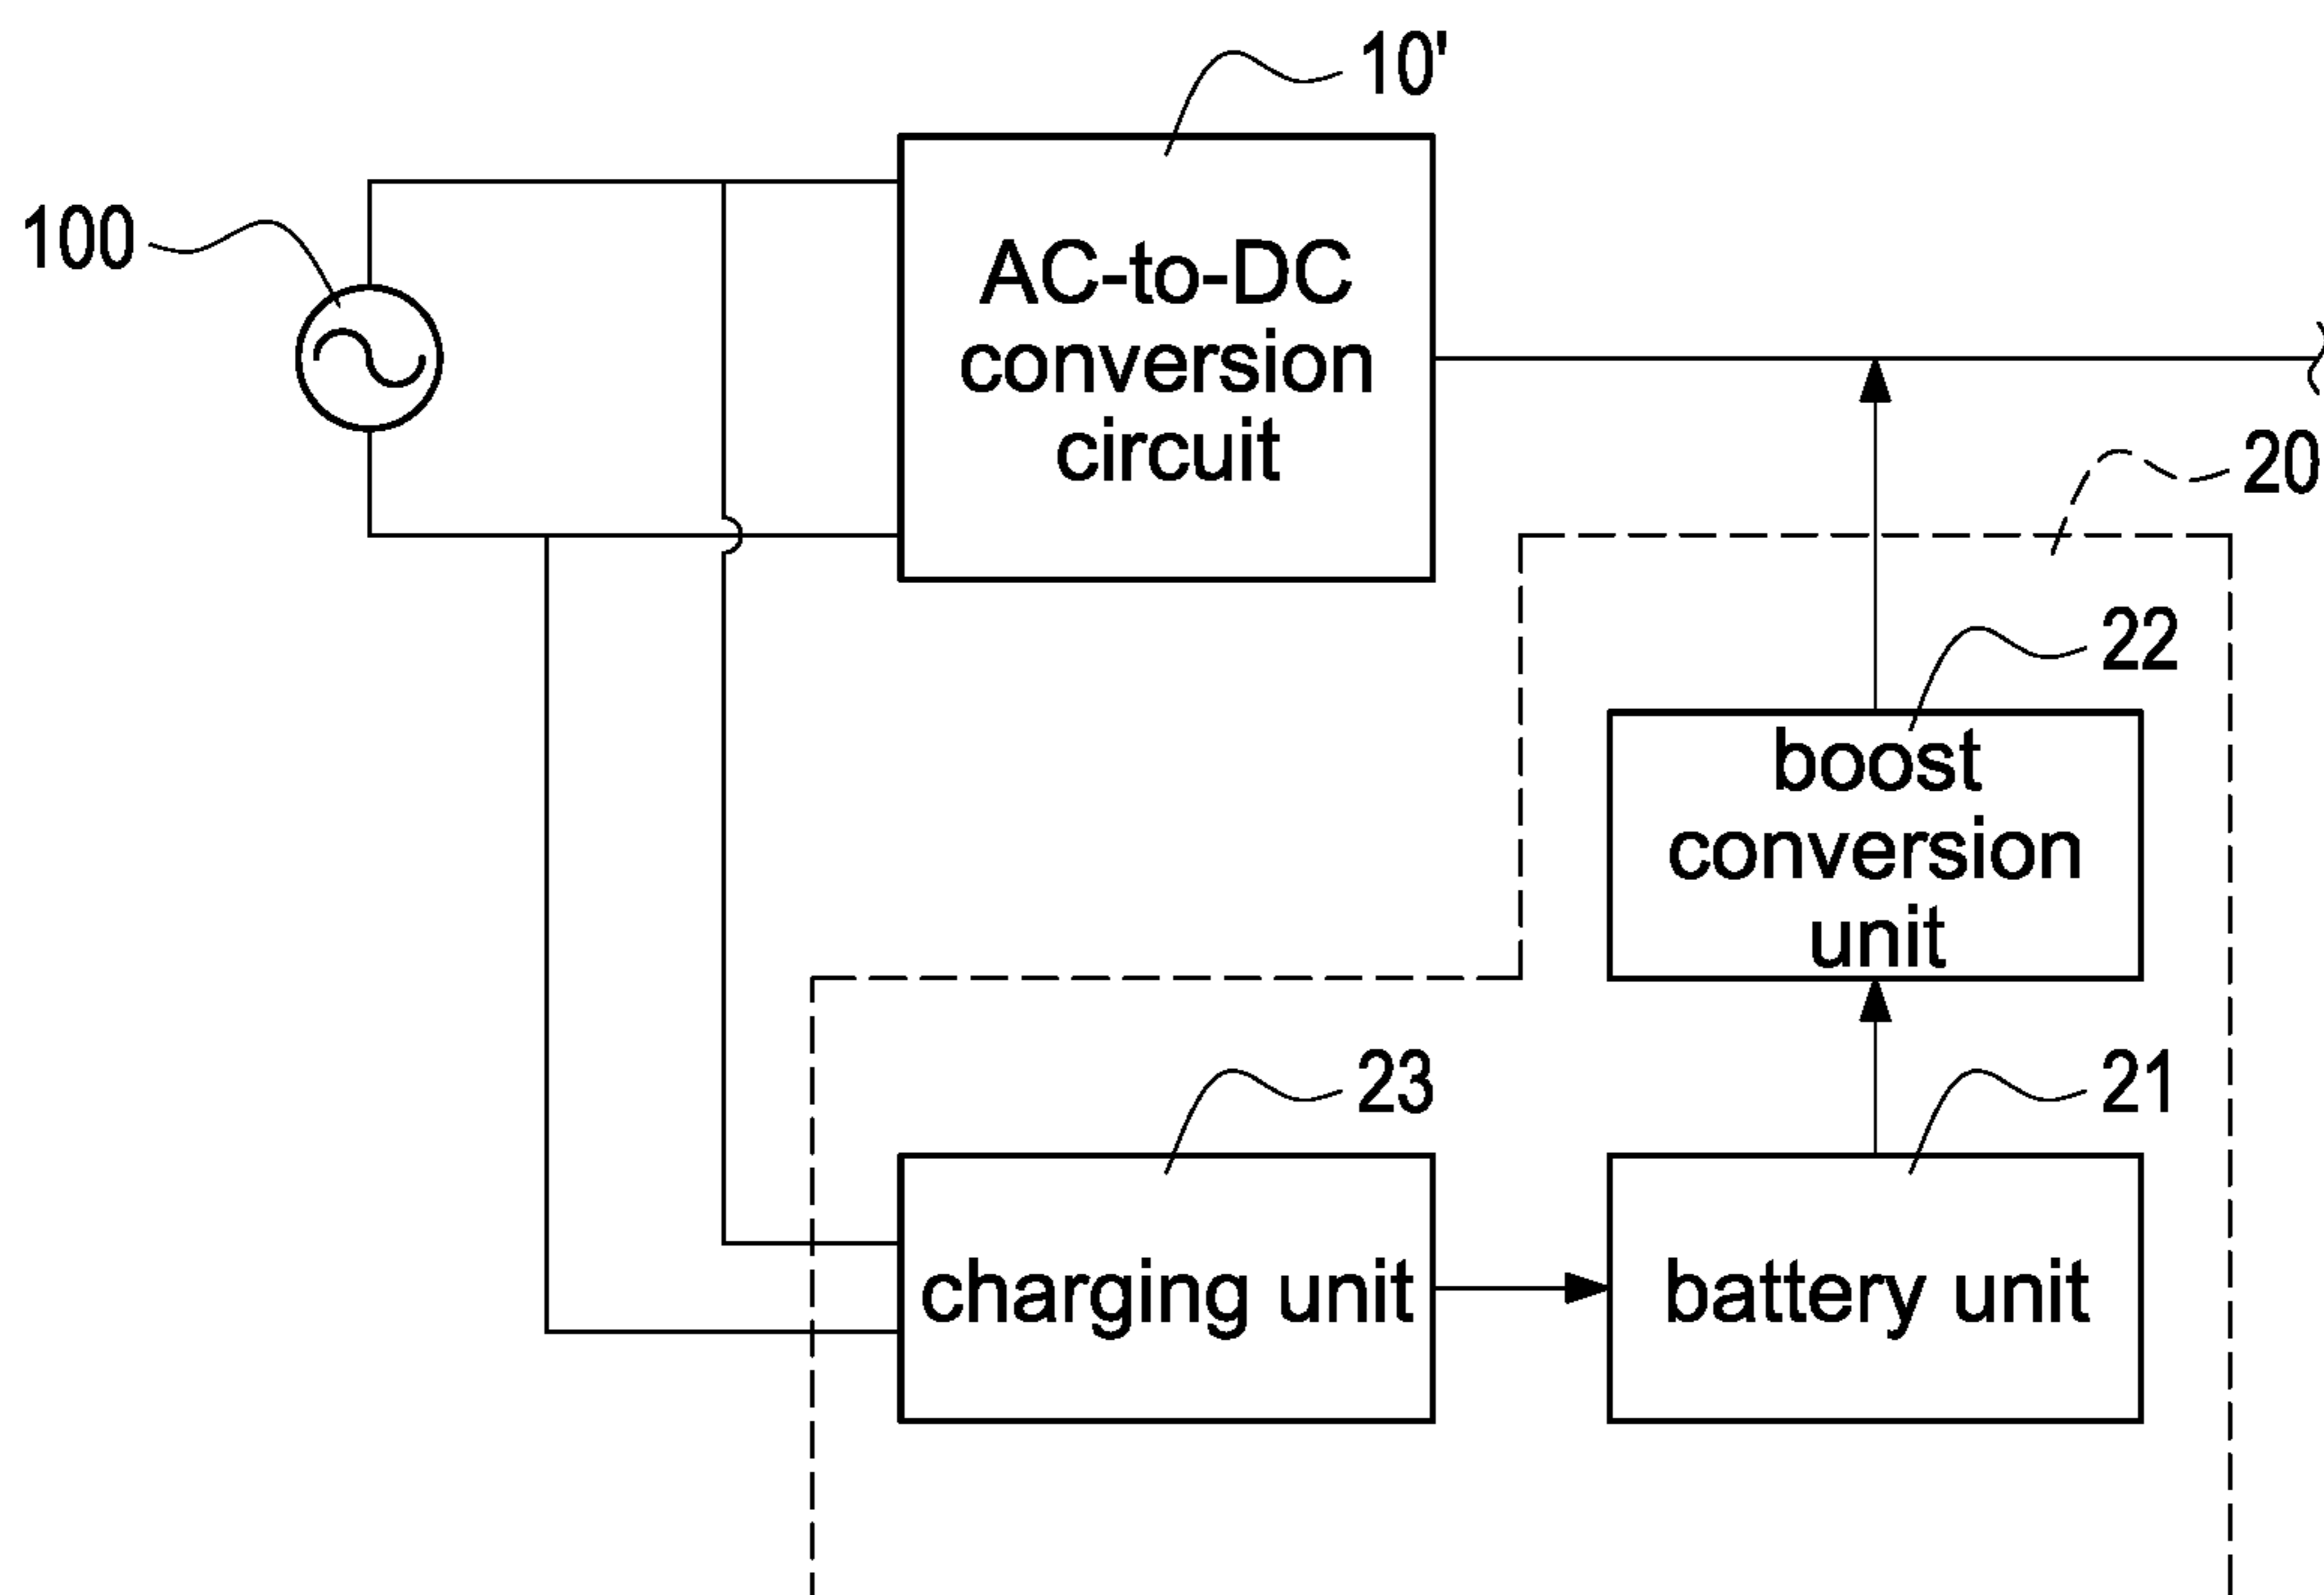 10'
100
AC-to-DC
conversion
circuit
20
22
boost
conversion
unit
23
21
charging unit
battery unit